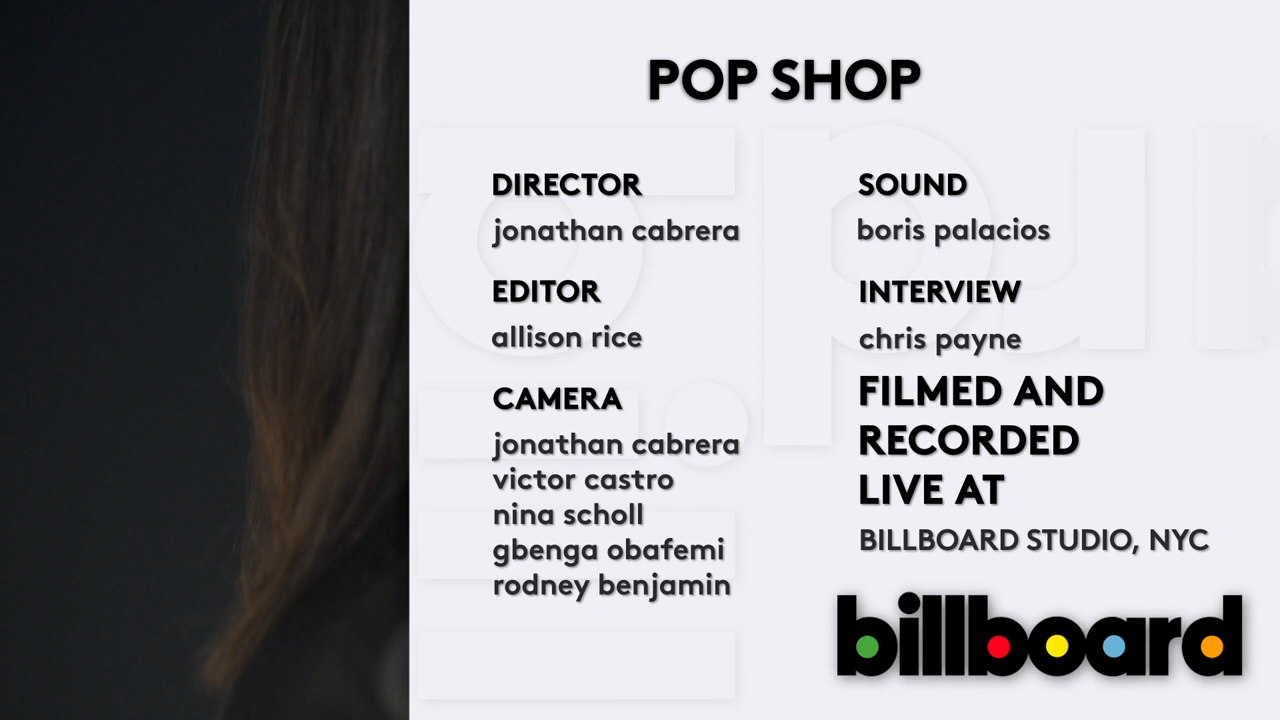 POP SHOP
DIRECTOR
jonathan cabrera
EDITOR
allison rice
CAMERA
jonathan cabrera
victor castro
nina scholl
gbenga obafemi
rodney benjamin
SOUND
boris palacios
INTERVIEW
chris payne
FILMED AND
RECORDED
LIVE AT
BILLBOARD STUDIO, NYC
billboard